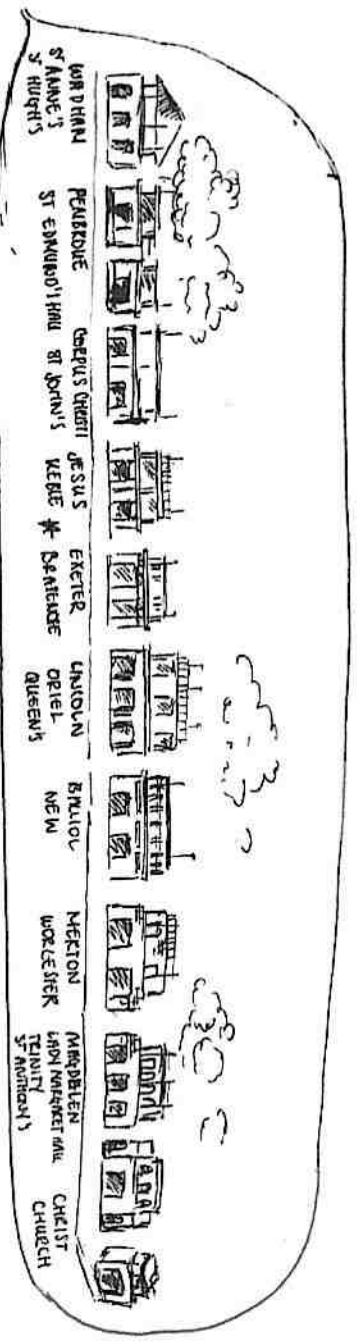 WADHAM
ST ANNE'S
ST HUGH'S
PEMBROKE
ST EDMUND'S HALL
CORPUS CHRISTI
ST JOHN'S
JESUS
KEBLE *
EXETER
BRASENOSE
LINCOLN
ORIEL
QUEEN'S
BALLIOL
NEW
MERTON
WORCESTER
MAGDALEN
LADY MARGARET HALL
TRINITY
ST ANTHONY'S
CHRIST
CHURCH